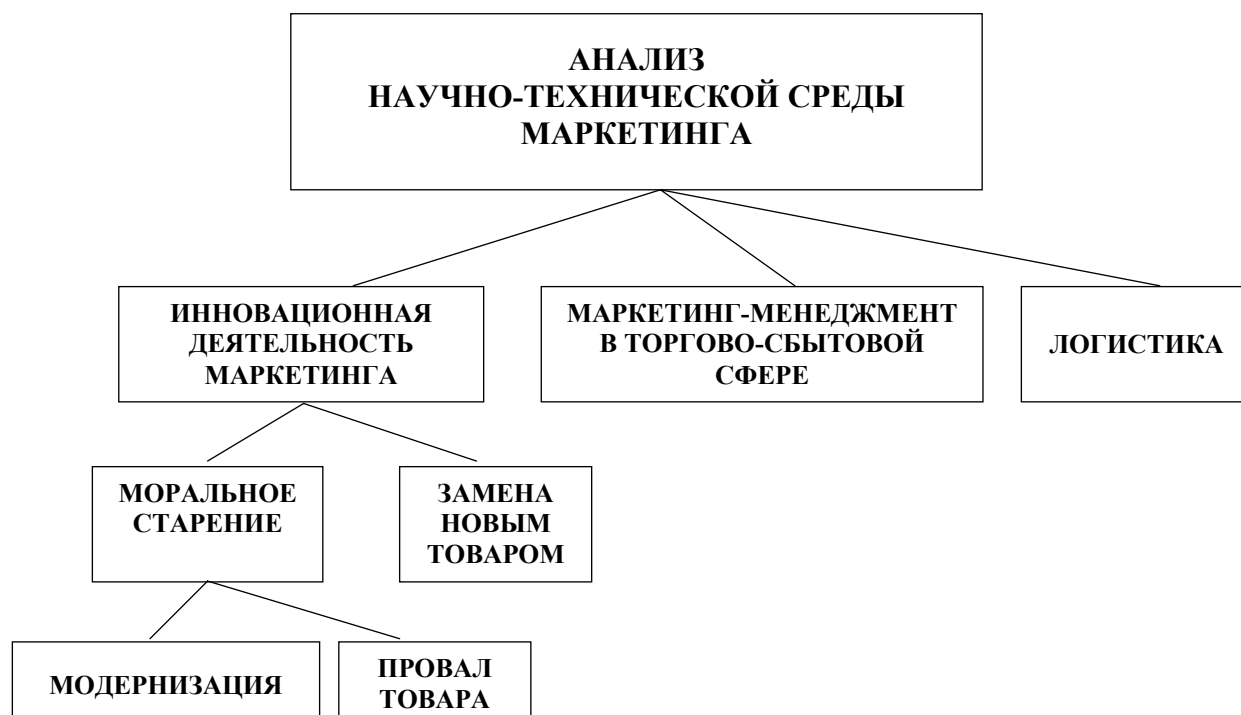 АНАЛИЗ
НАУЧНО-ТЕХНИЧЕСКОЙ СРЕДЫ
МАРКЕТИНГА
ИННОВАЦИОННАЯ
ДЕЯТЕЛЬНОСТЬ
МАРКЕТИНГА
МАРКЕТИНГ-МЕНЕДЖМЕНТ
В ТОРГОВО-СБЫТОВОЙ
СФЕРЕ
ЛОГИСТИКА
МОРАЛЬНОЕ
СТАРЕНИЕ
ЗАМЕНА
НОВЫМ
ТОВАРОМ
МОДЕРНИЗАЦИЯ
ПРОВАЛ
ТОВАРА